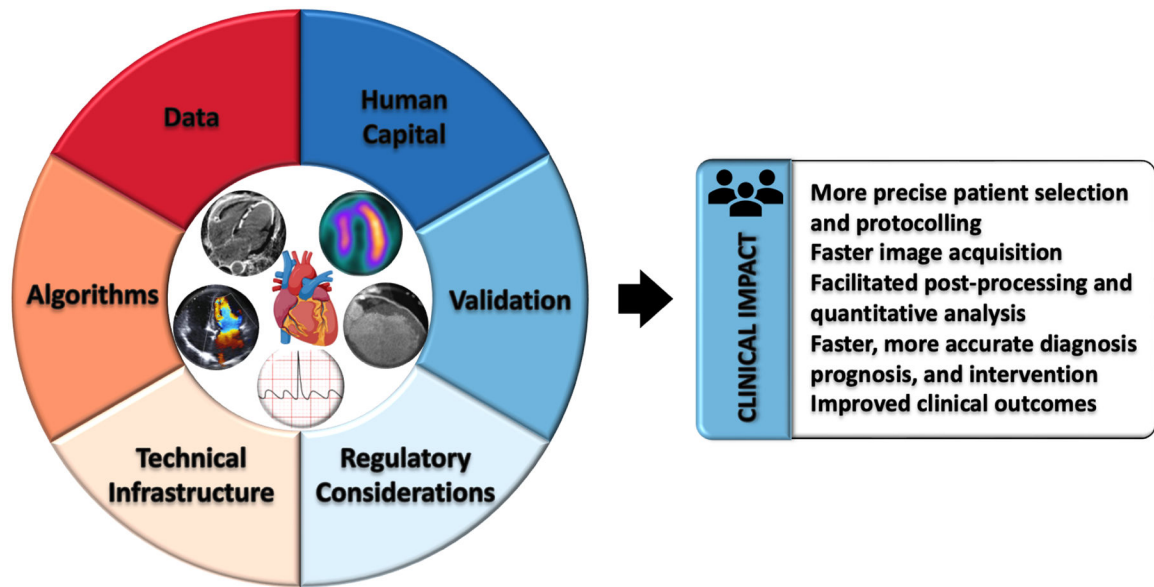 Data
Human
Capital
Algorithms
Validation
Technical
Infrastructure
Regulatory
Considerations
CLINICAL IMPACT
More precise patient selection
and protocolling
Faster image acquisition
Facilitated post-processing and
quantitative analysis
Faster, more accurate diagnosis
prognosis, and intervention
Improved clinical outcomes